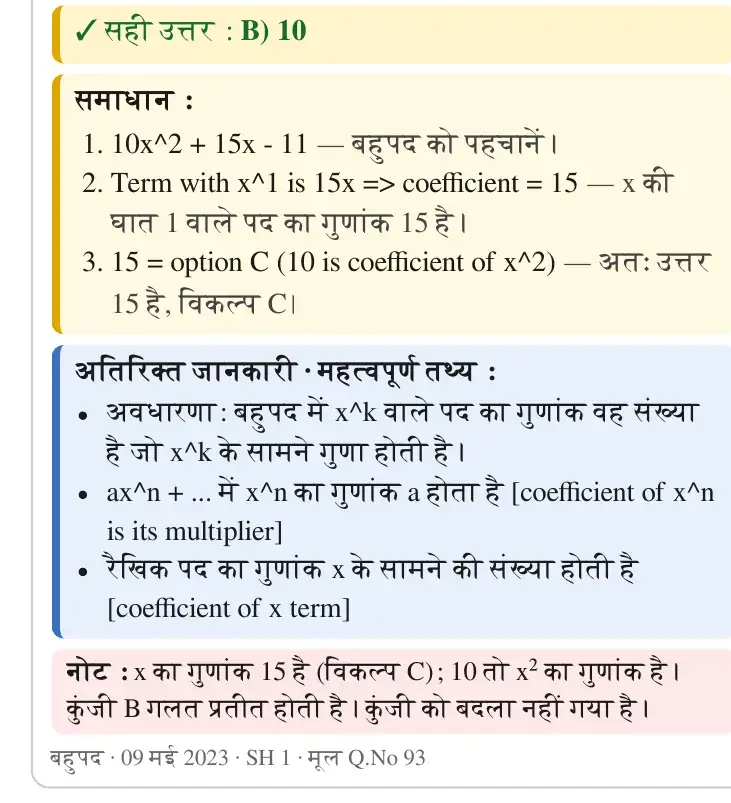 ✓ सही उत्तर : B) 10
समाधान :
1. 10x^2 + 15x - 11 — बहुपद को पहचानें।
2. Term with x^1 is 15x => coefficient = 15 — x की
घात 1 वाले पद का गुणांक 15 है।
3. 15 = option C (10 is coefficient of x^2) — अतः उत्तर
15 है, विकल्प C।
अतिरिक्त जानकारी · महत्वपूर्ण तथ्य :
• अवधारणा: बहुपद में x^k वाले पद का गुणांक वह संख्या
है जो x^k के सामने गुणा होती है।
• ax^n + ... में x^n का गुणांक a होता है [coefficient of x^n
is its multiplier]
• रैखिक पद का गुणांक x के सामने की संख्या होती है
[coefficient of x term]
नोट : x का गुणांक 15 है (विकल्प C); 10 तो x² का गुणांक है।
कुंजी B गलत प्रतीत होती है। कुंजी को बदला नहीं गया है।
बहुपद · 09 मई 2023 · SH 1 · मूल Q.No 93